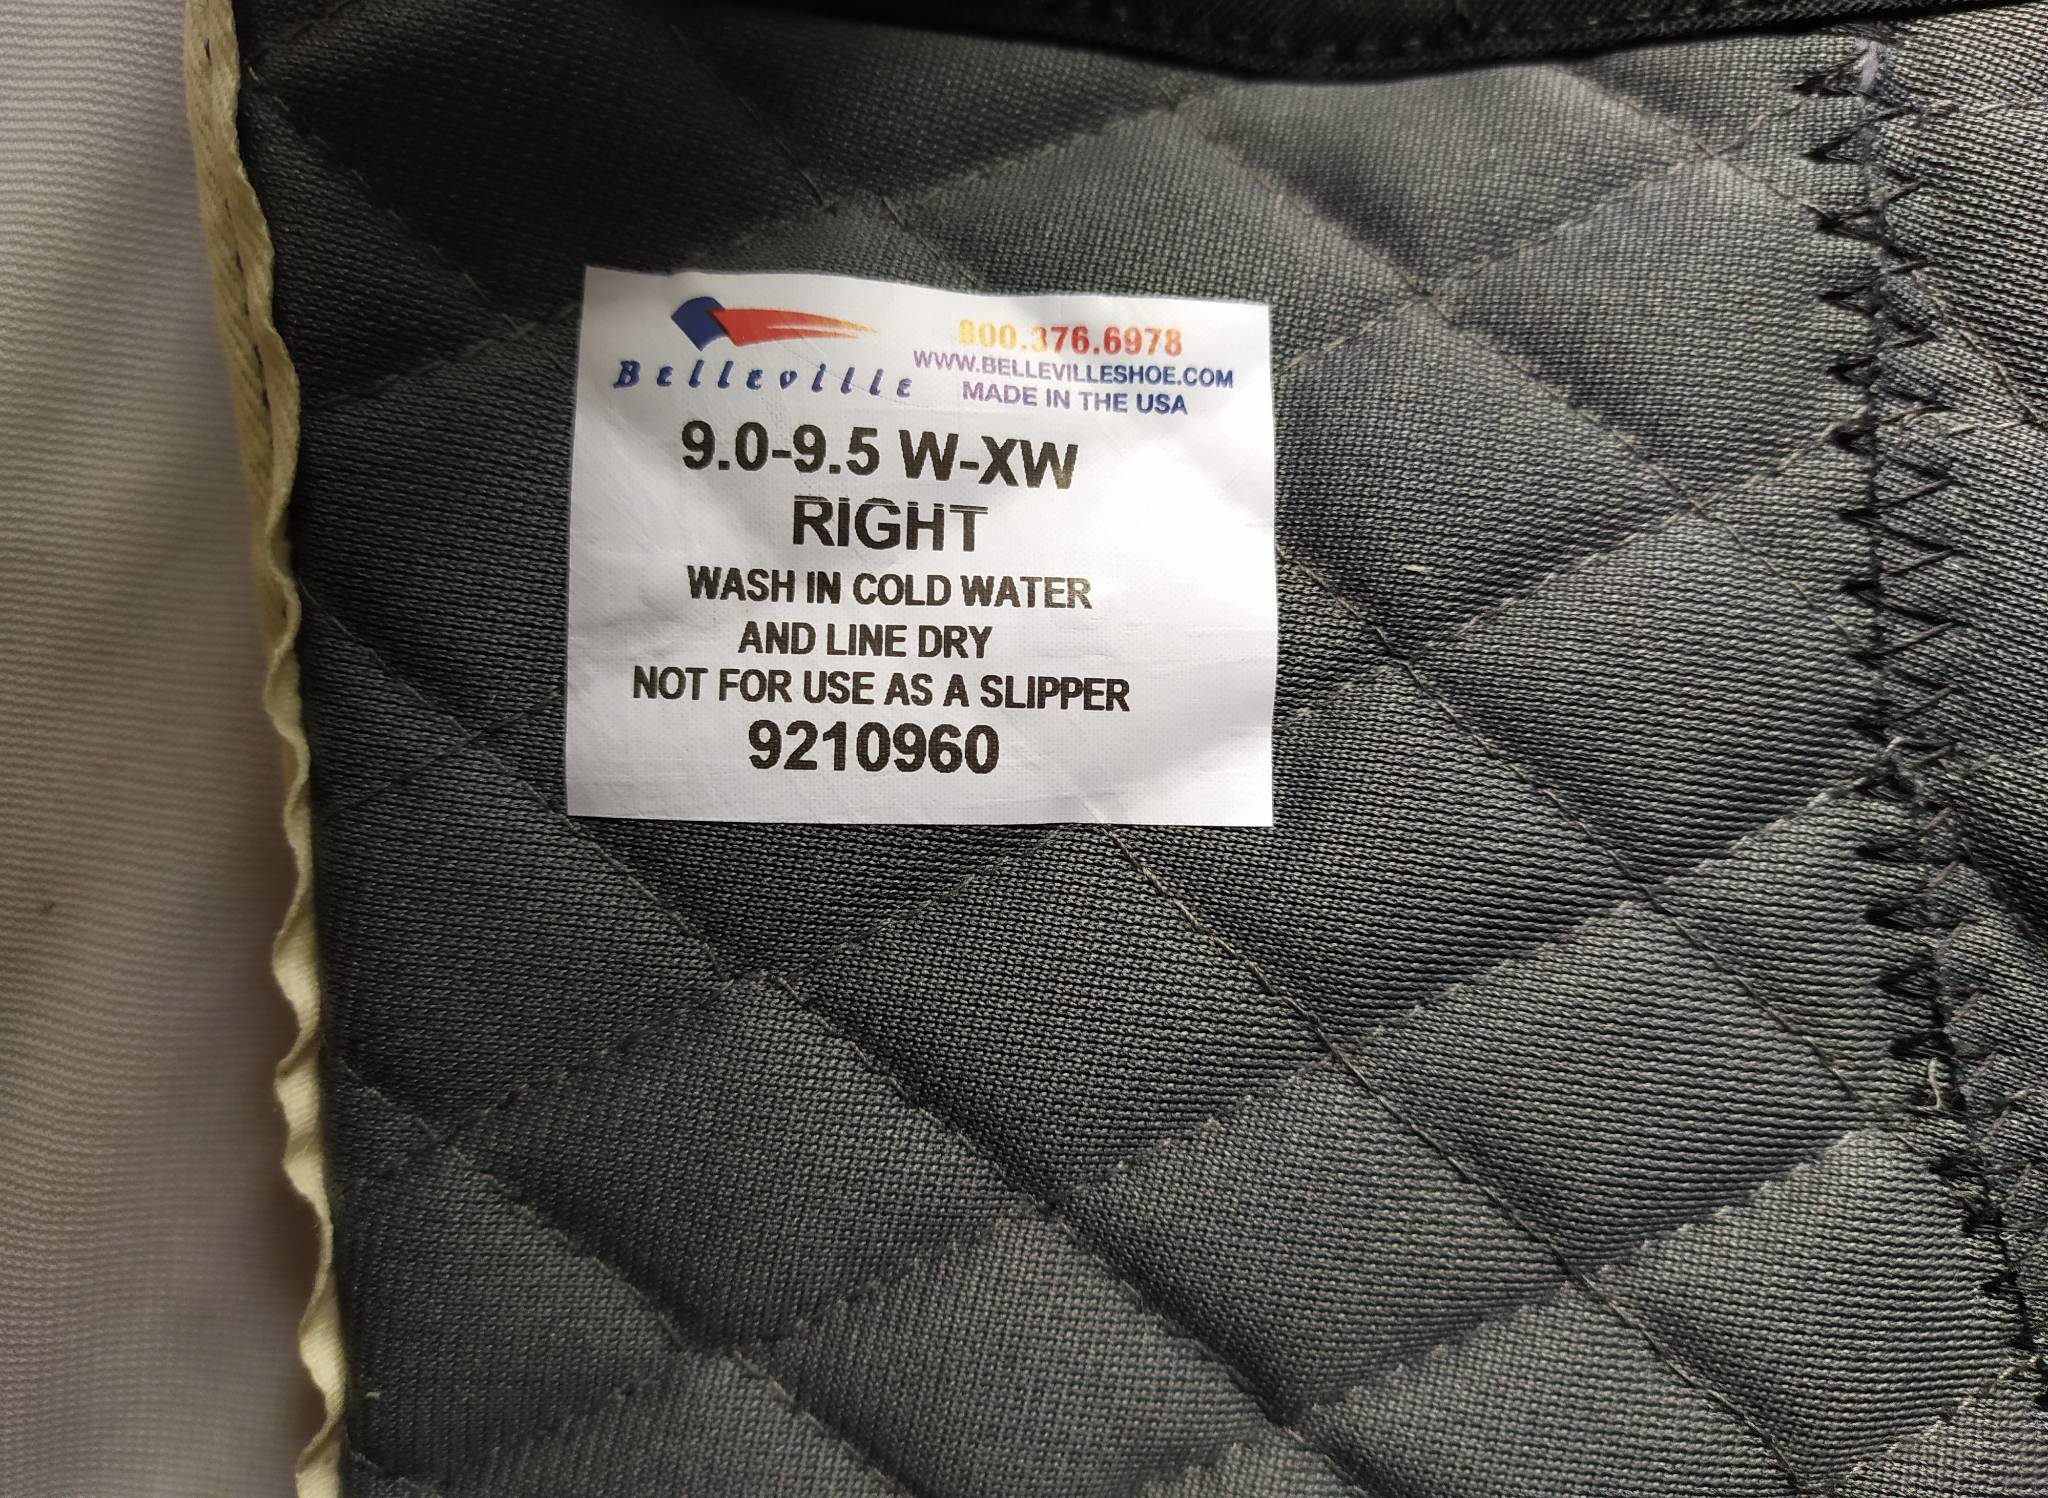 Belleville
800.376.6978
WWW.BELLEVILLESHOE.COM
MADE IN THE USA
9.0-9.5 W-XW
RIGHT
WASH IN COLD WATER
AND LINE DRY
NOT FOR USE AS A SLIPPER
9210960